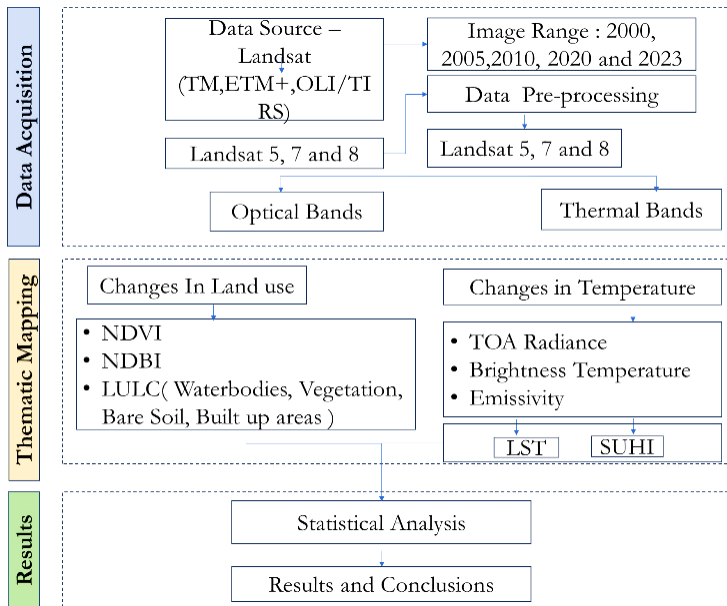 Data Acquisition
Data Source –
Landsat
(TM,ETM+,OLI/TI
RS)
Image Range : 2000,
2005,2010, 2020 and 2023
Data Pre-processing
Landsat 5, 7 and 8
Landsat 5, 7 and 8
Optical Bands
Thermal Bands
Thematic Mapping
Changes In Land use
• NDVI
• NDBI
• LULC( Waterbodies, Vegetation,
Bare Soil, Built up areas )
Changes in Temperature
• TOA Radiance
• Brightness Temperature
• Emissivity
LST
SUHI
Results
Statistical Analysis
Results and Conclusions